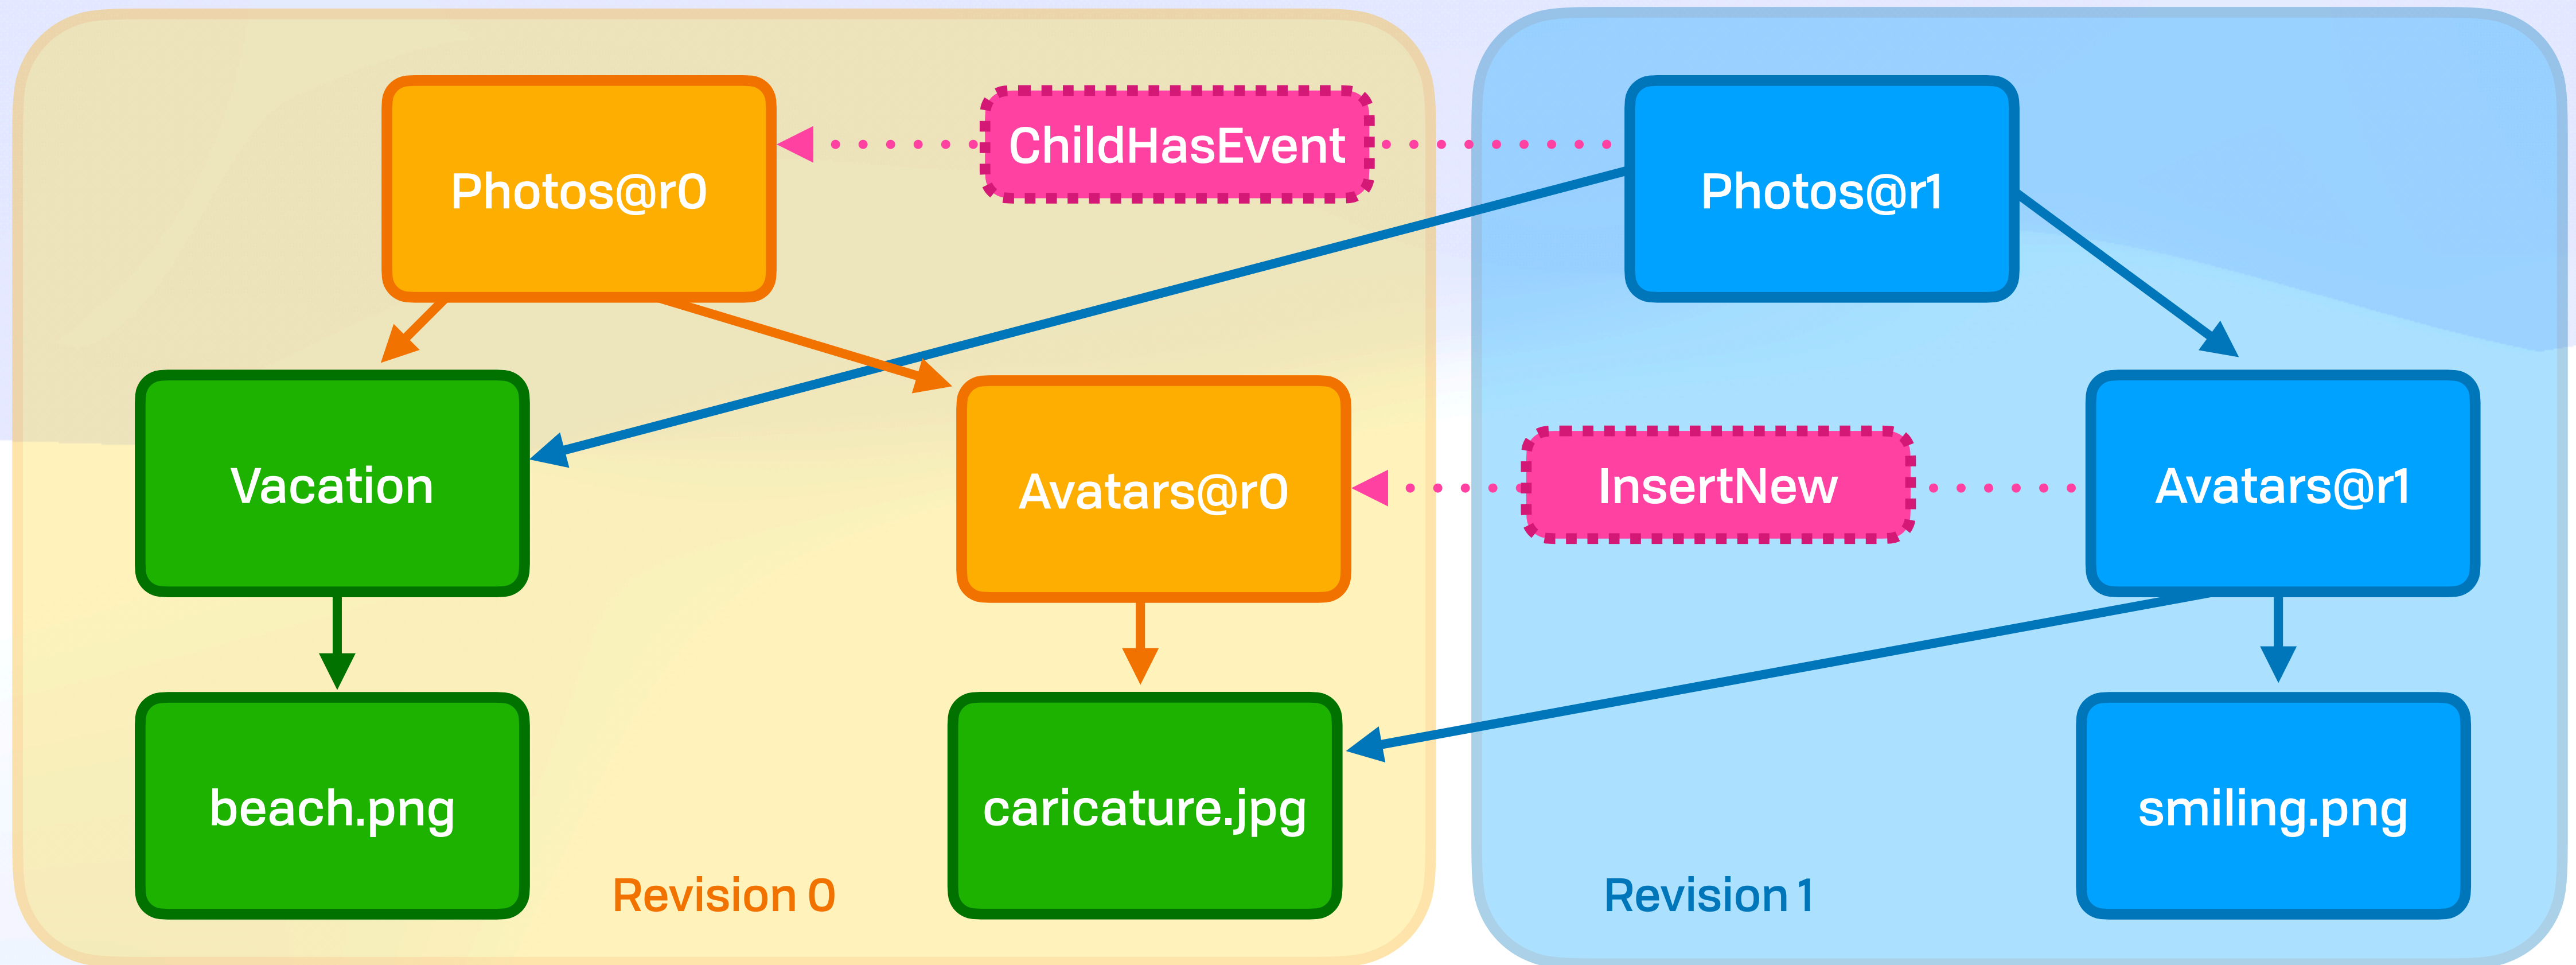 Photos@r0
ChildHasEvent
Photos@r1
Vacation
Avatars@r0
InsertNew
Avatars@r1
beach.png
caricature.jpg
smiling.png
Revision 0
Revision 1